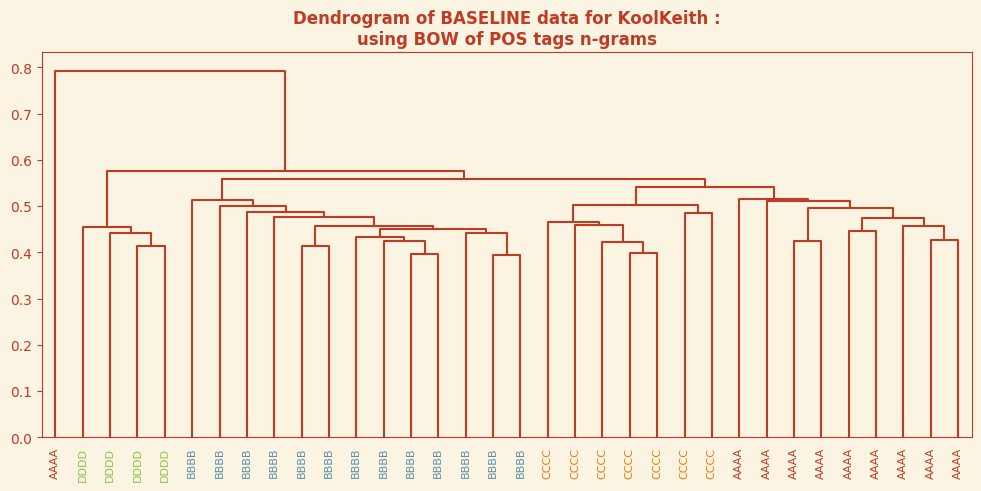 Dendrogram of BASELINE data for KoolKeith :
using BOW of POS tags n-grams
0.8
0.7
0.6
0.5
0.4
0.3
0.2
0.1
0.0
AAAA
DDDD
DDDD
DDDD
DDDD
BBBB
BBBB
BBBB
BBBB
BBBB
BBBB
BBBB
BBBB
BBBB
BBBB
BBBB
BBBB
BBBB
CCCC
CCCC
CCCC
CCCC
CCCC
CCCC
CCCC
AAAA
AAAA
AAAA
AAAA
AAAA
AAAA
AAAA
AAAA
AAAA